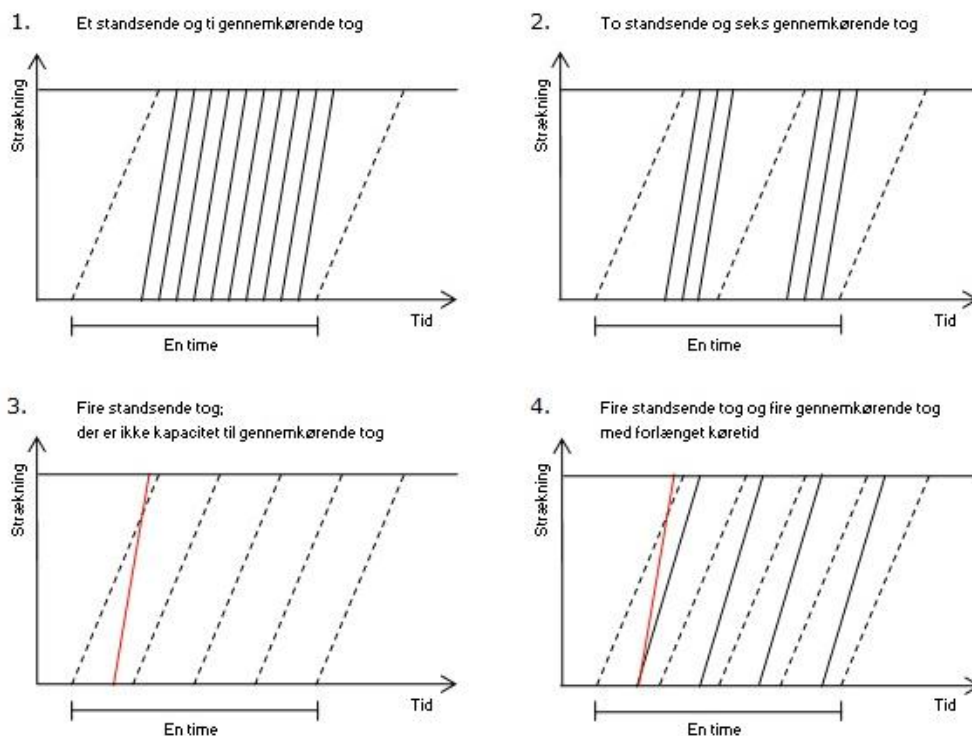 1. Et standsende og ti gennemkørende tog
Strækning
Tid
En time
2. To standsende og seks gennemkørende tog
Strækning
Tid
En time
3. Fire standsende tog;
der er ikke kapacitet til gennemkørende tog
Strækning
Tid
En time
4. Fire standsende tog og fire gennemkørende tog
med forlænget køretid
Strækning
Tid
En time